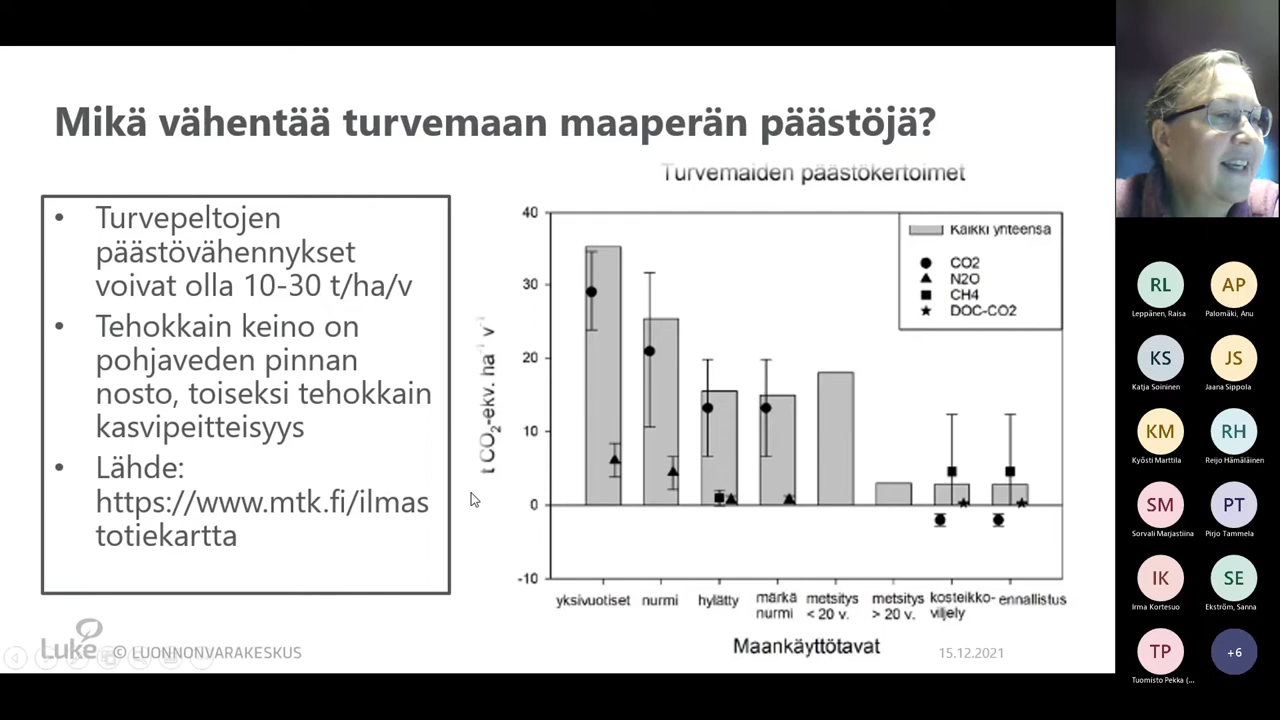 Mikä vähentää turvemaan maaperän päästöjä?
• Turvepeltojen
päästövähennykset
voivat olla 10-30 t/ha/v
• Tehokkain keino on
pohjaveden pinnan
nosto, toiseksi tehokkain
kasvipeitteisyys
• Lähde:
https://www.mtk.fi/ilmas
totiekartta
Turvemaiden päästökertoimet
t CO₂-ekv. ha⁻¹ v⁻¹
40
30
20
10
0
-10
Kaikki yhteensä
CO2
N2O
CH4
DOC-CO2
yksivuotiset
nurmi
hylätty
märkä
nurmi
metsitys
< 20 v.
metsitys
> 20 v.
kosteikko-
viljely
ennallistus
Maankäyttötavat
Luke © LUONNONVARAKESKUS
15.12.2021
RL
Leppänen, Raisa
AP
Palomäki, Anu
KS
Katja Soininen
JS
Jaana Sippola
KM
Kyösti Marttila
RH
Reijo Hämäläinen
SM
Sorvali Marjastiina
PT
Pirjo Tammela
IK
Irma Kortesuo
SE
Ekström, Sanna
TP
Tuomisto Pekka (...
+6